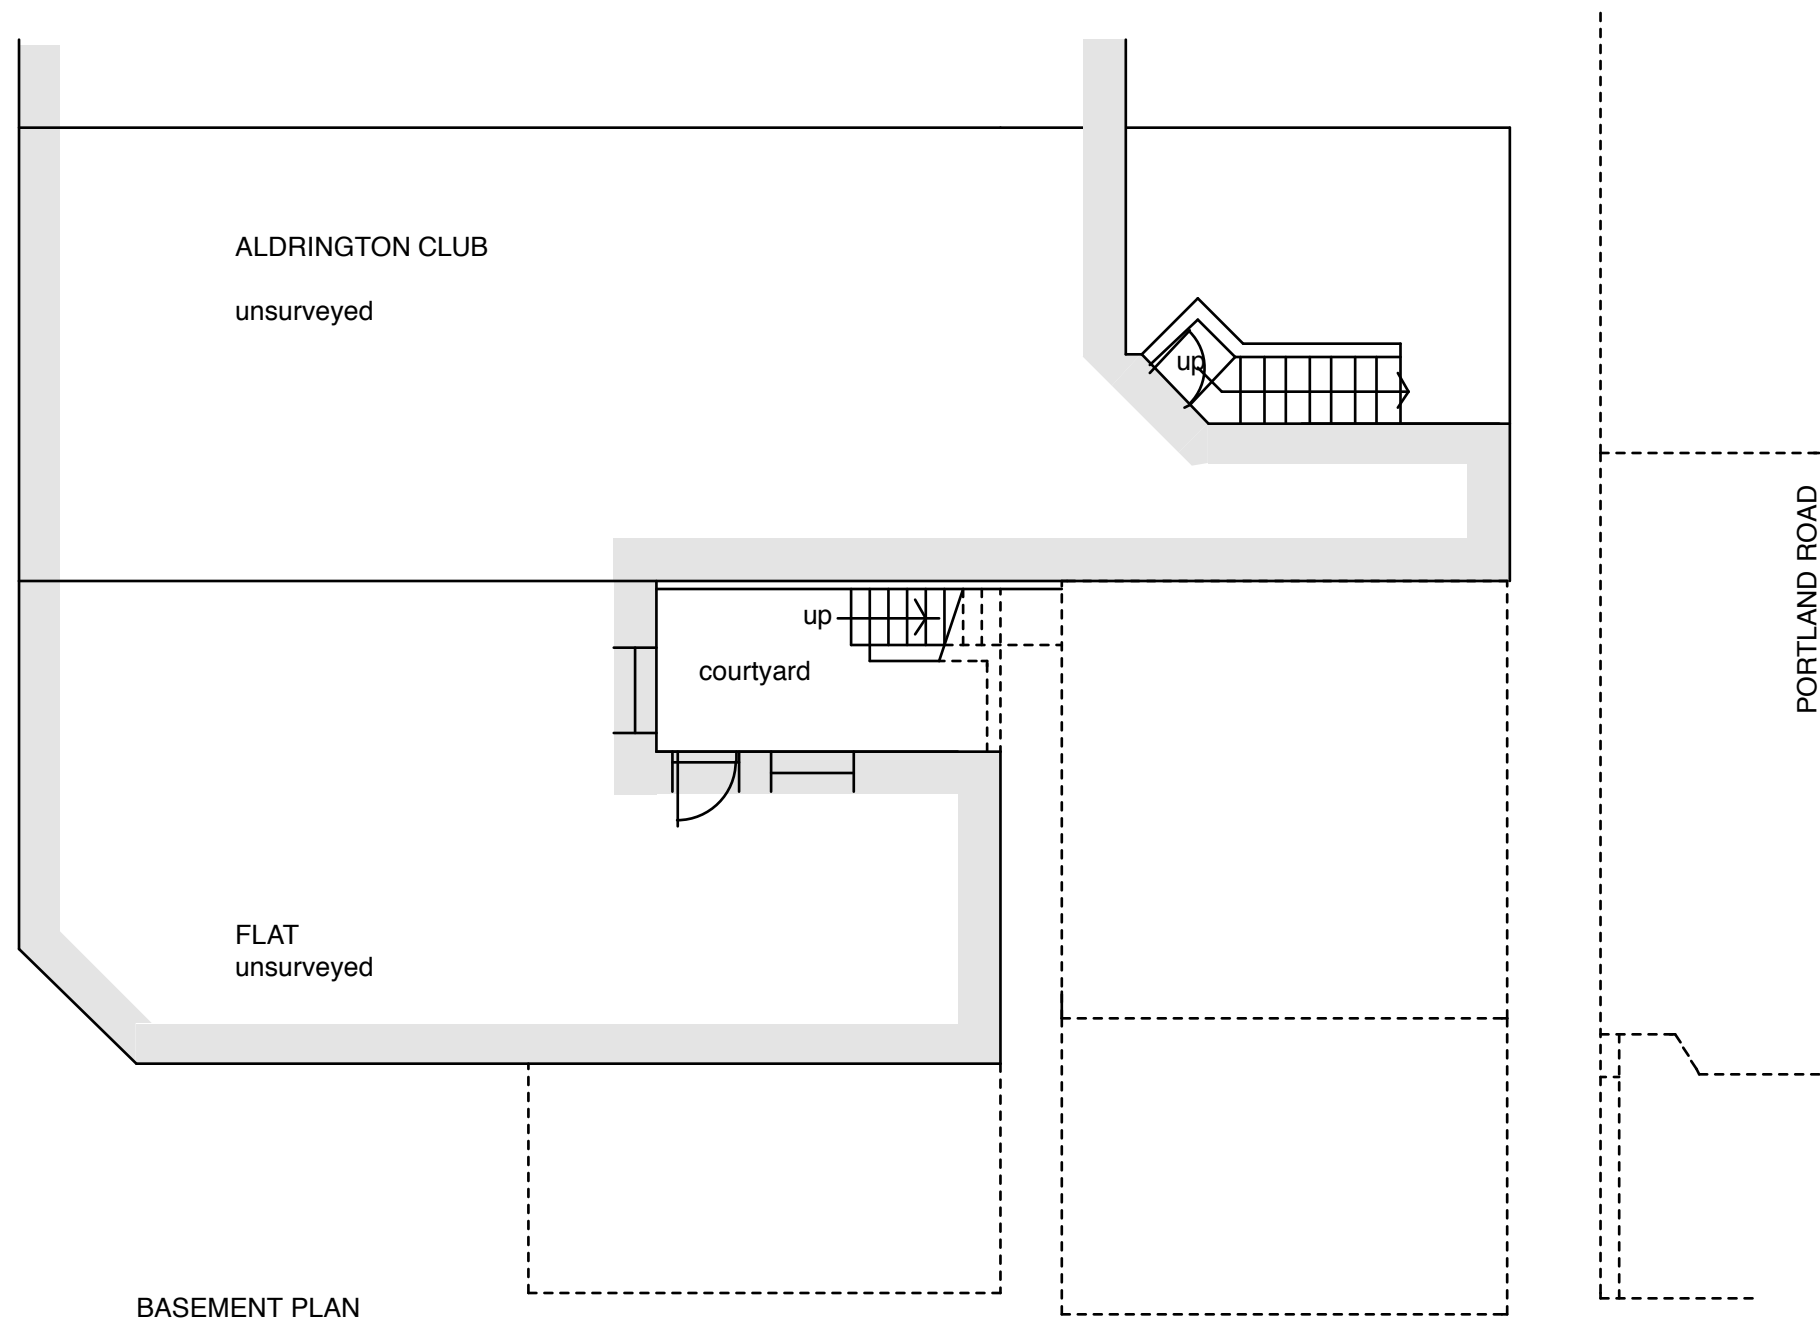 ALDRINGTON CLUB
unsurveyed
up
PORTLAND ROAD
up
courtyard
FLAT
unsurveyed
BASEMENT PLAN